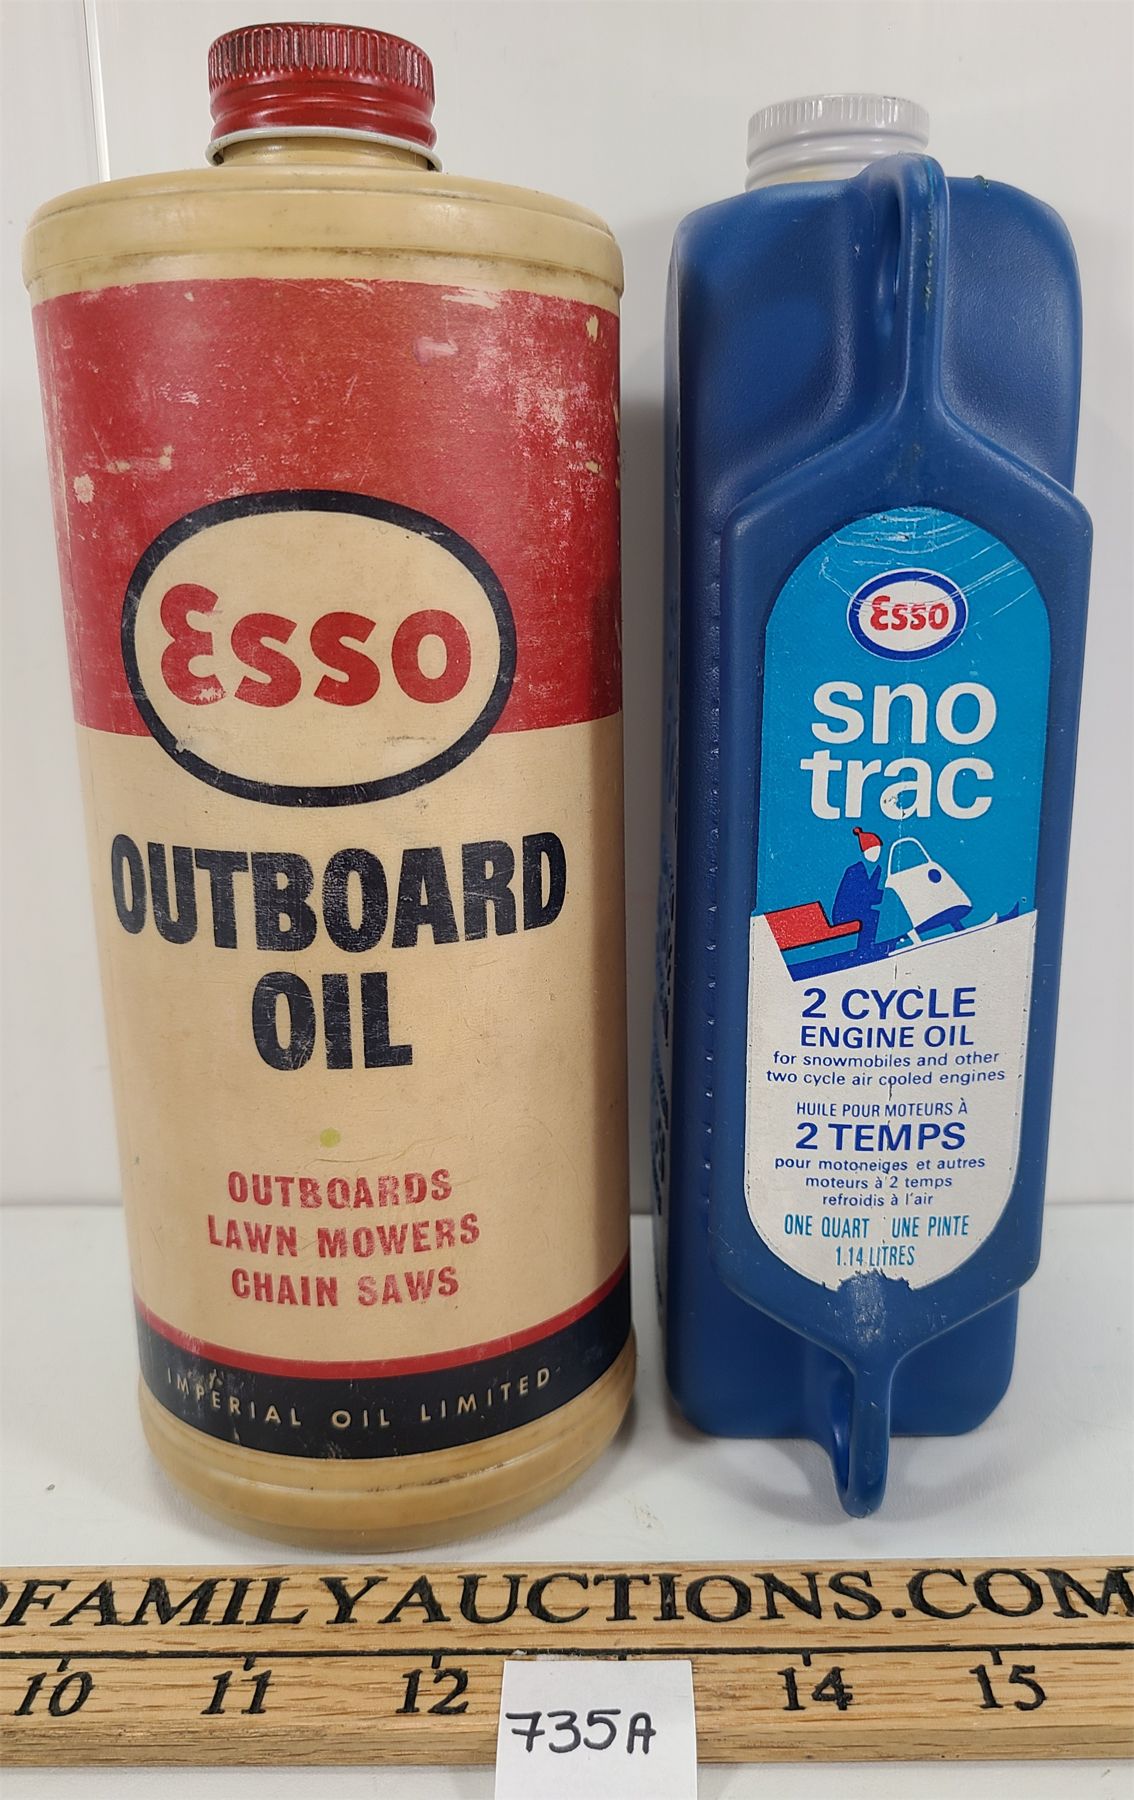 Esso
OUTBOARD
OIL
OUTBOARDS
LAWN MOWERS
CHAIN SAWS
IMPERIAL OIL LIMITED
Esso
sno
trac
2 CYCLE
ENGINE OIL
for snowmobiles and other
two cycle air cooled engines
HUILE POUR MOTEURS À
2 TEMPS
pour motoneiges et autres
moteurs à 2 temps
refroidis à l'air
ONE QUART UNE PINTE
1.14 LITRES
FAMILYAUCTIONS.COM
10 11 12 14 15
735A